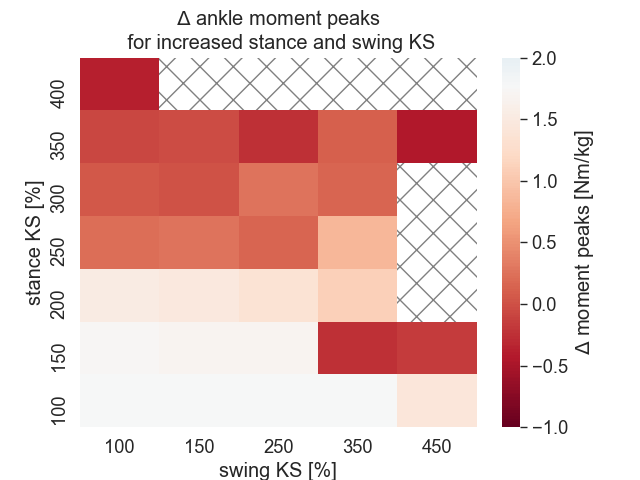 Δ ankle moment peaks
for increased stance and swing KS
400
350
300
250
200
150
100
stance KS [%]
100 150 250 350 450
swing KS [%]
2.0
1.5
1.0
0.5
0.0
−0.5
−1.0
Δ moment peaks [Nm/kg]